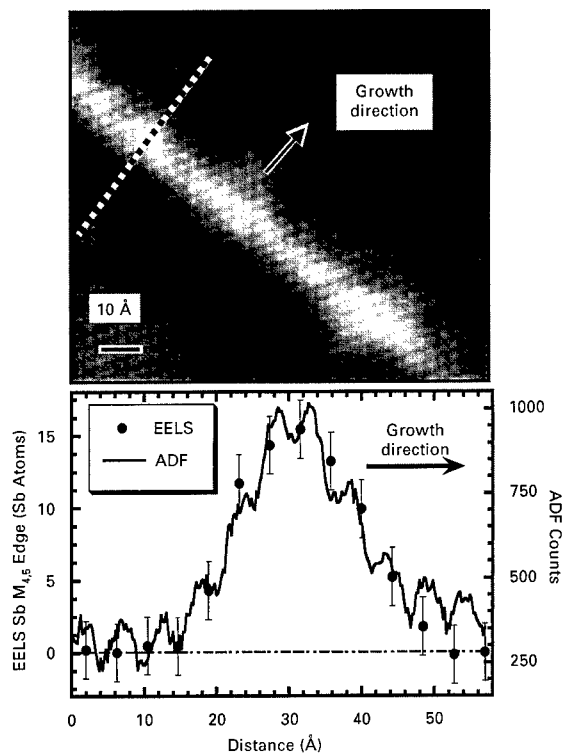 Growth
direction
10 Å
EELS
ADF
Growth
direction
EELS Sb M4,5 Edge (Sb Atoms)
15
10
5
0
1000
750
500
250
ADF Counts
0 10 20 30 40 50
Distance (Å)